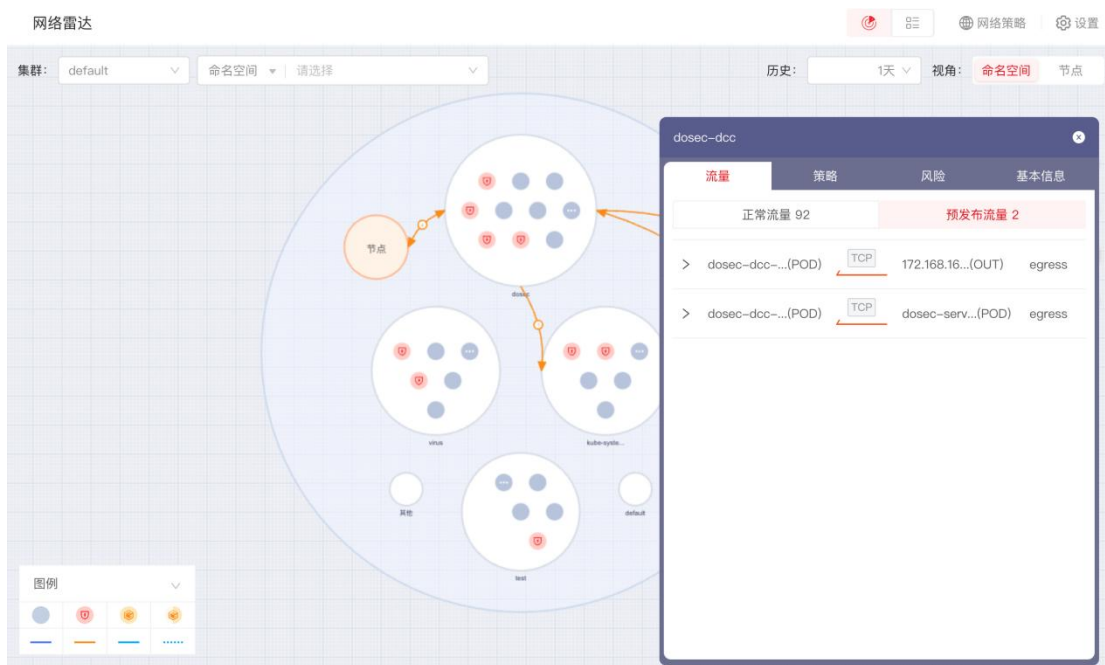 网络雷达
网络策略 设置
集群： default 命名空间 请选择 历史： 1天 视角： 命名空间 节点
dosec-dcc
流量 策略 风险 基本信息
正常流量 92 预发布流量 2
dosec-dcc-...(POD) TCP 172.168.16...(OUT) egress
dosec-dcc-...(POD) TCP dosec-serv...(POD) egress
节点
dosec
virus
kube-syste...
其他
default
test
图例